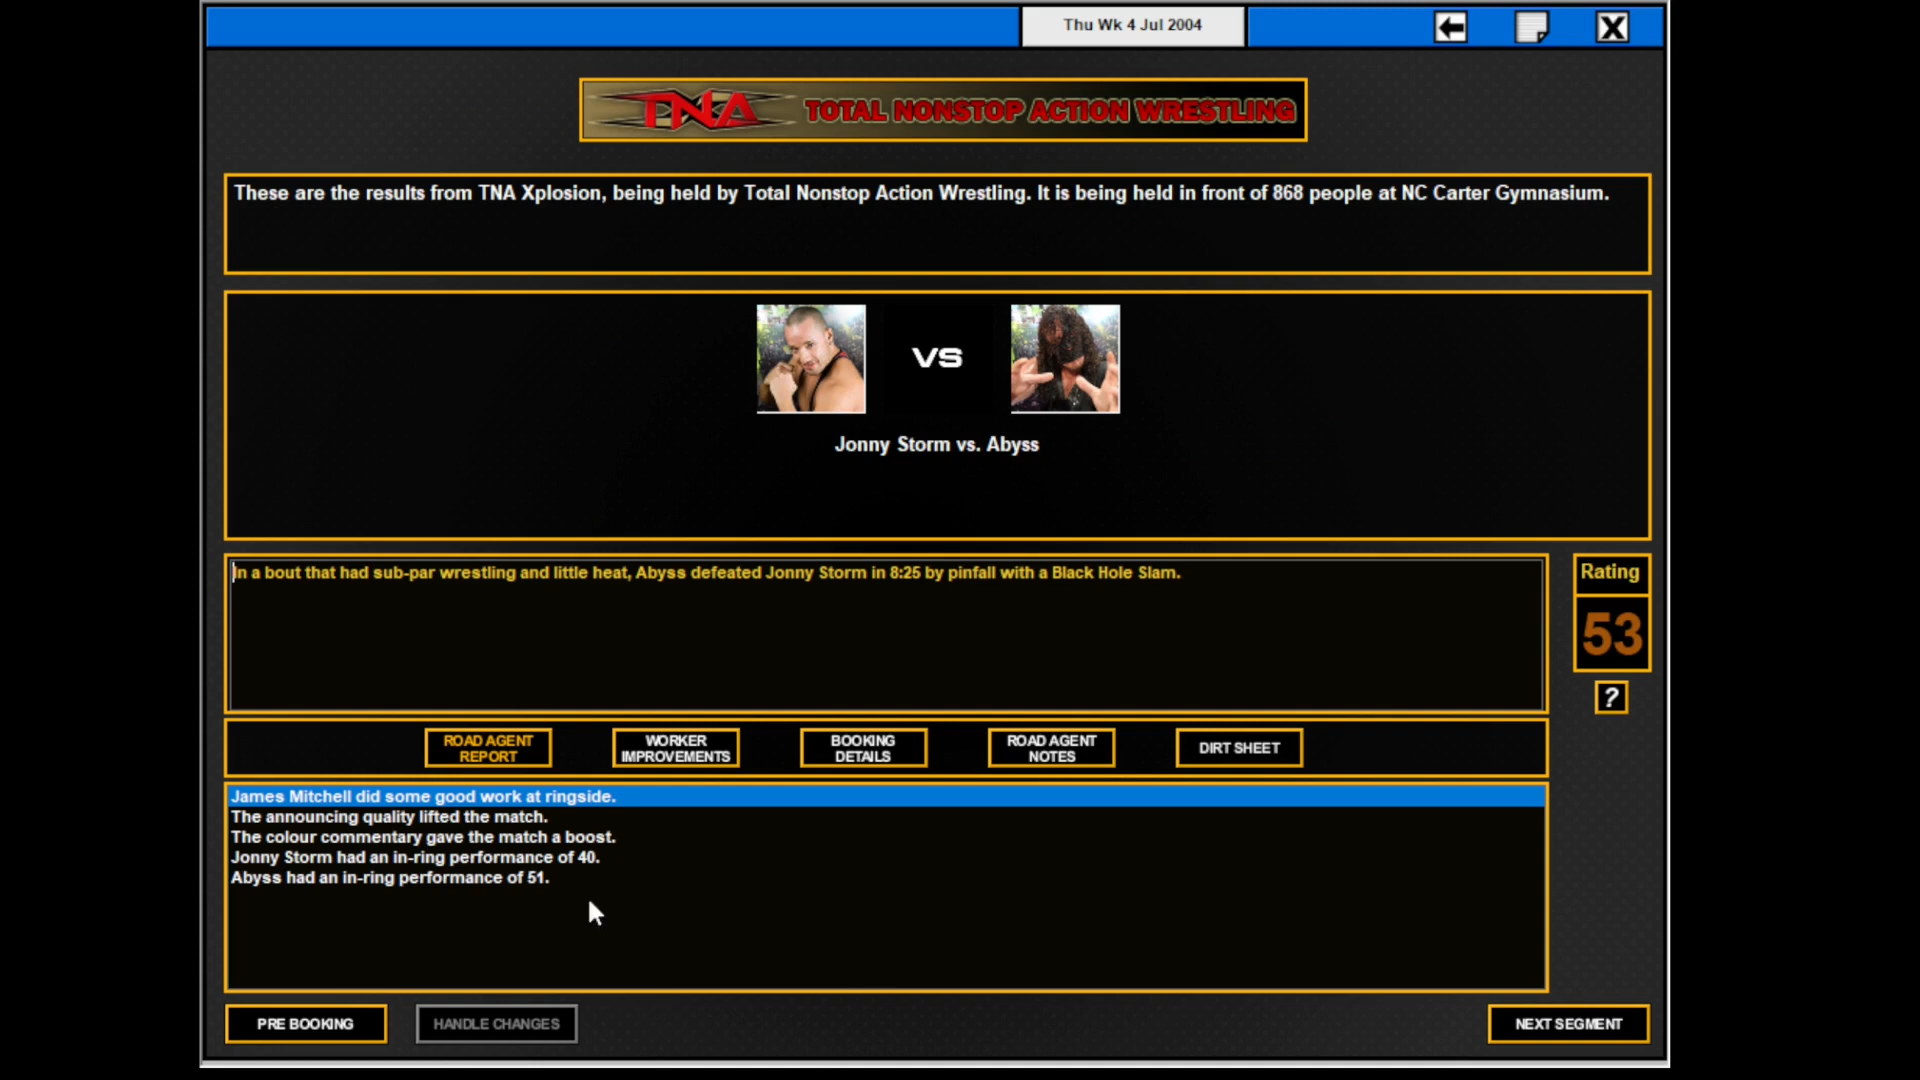 Thu Wk 4 Jul 2004
TNA TOTAL NONSTOP ACTION WRESTLING
These are the results from TNA Xplosion, being held by Total Nonstop Action Wrestling. It is being held in front of 868 people at NC Carter Gymnasium.
VS
Jonny Storm vs. Abyss
In a bout that had sub-par wrestling and little heat, Abyss defeated Jonny Storm in 8:25 by pinfall with a Black Hole Slam.
Rating
53
?
ROAD AGENT
REPORT
WORKER
IMPROVEMENTS
BOOKING
DETAILS
ROAD AGENT
NOTES
DIRT SHEET
James Mitchell did some good work at ringside.
The announcing quality lifted the match.
The colour commentary gave the match a boost.
Jonny Storm had an in-ring performance of 40.
Abyss had an in-ring performance of 51.
PRE BOOKING
HANDLE CHANGES
NEXT SEGMENT